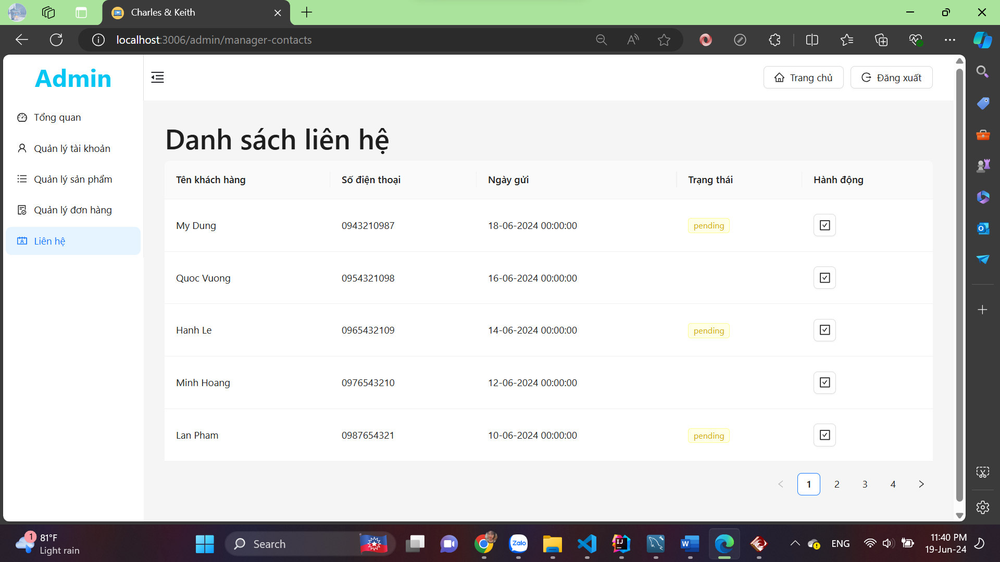 Charles & Keith
localhost:3006/admin/manager-contacts
Admin
Trang chủ
Đăng xuất
Tổng quan
Quản lý tài khoản
Quản lý sản phẩm
Quản lý đơn hàng
Liên hệ
Danh sách liên hệ
Tên khách hàng Số điện thoại Ngày gửi Trạng thái Hành động
My Dung 0943210987 18-06-2024 00:00:00 pending
Quoc Vuong 0954321098 16-06-2024 00:00:00
Hanh Le 0965432109 14-06-2024 00:00:00 pending
Minh Hoang 0976543210 12-06-2024 00:00:00
Lan Pham 0987654321 10-06-2024 00:00:00 pending
1 2 3 4
1
81°F
Light rain
Search
Zalo
IJ
W
ENG
11:40 PM
19-Jun-24